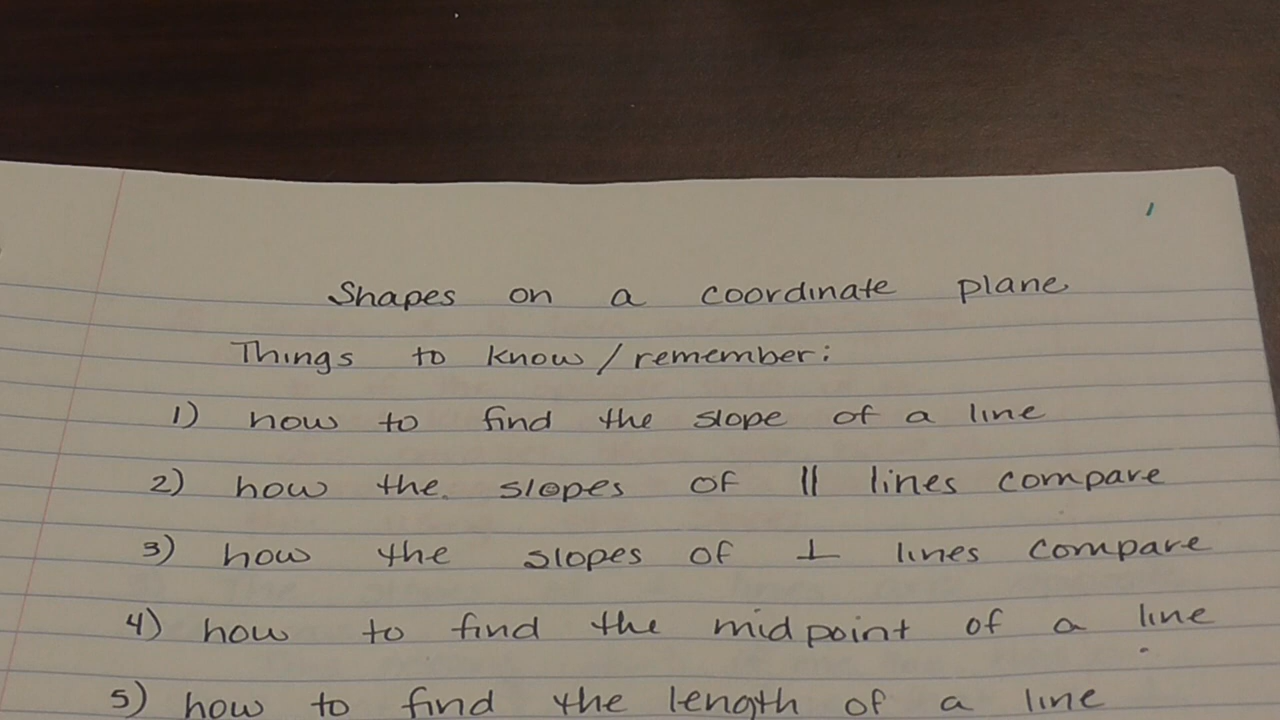 1
Shapes on a coordinate plane
Things to know / remember:
1) how to find the slope of a line
2) how the slopes of || lines compare
3) how the slopes of ⊥ lines compare
4) how to find the midpoint of a line
5) how to find the length of a line